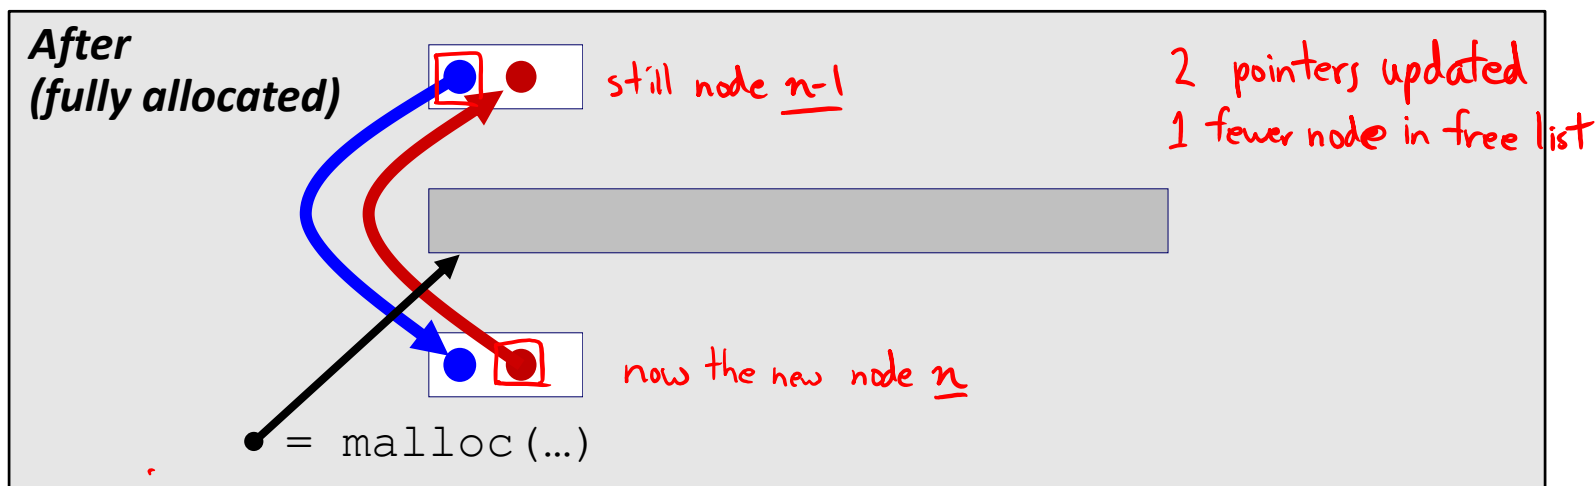 After
(fully allocated)
still node n-1
2 pointers updated
1 fewer node in free list
now the new node n
= malloc(…)